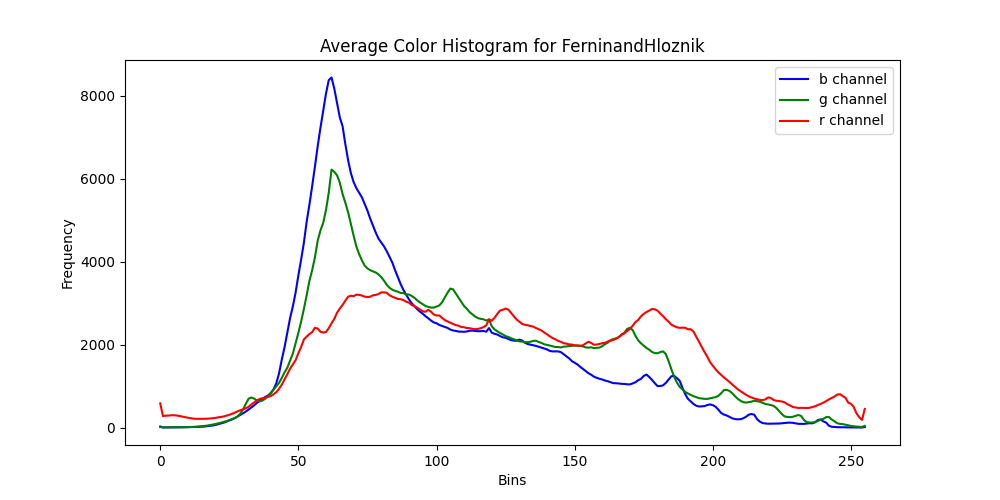 Average Color Histogram for FerninandHloznik
b channel
g channel
r channel
Frequency
8000
6000
4000
2000
0
0 50 100 150 200 250
Bins